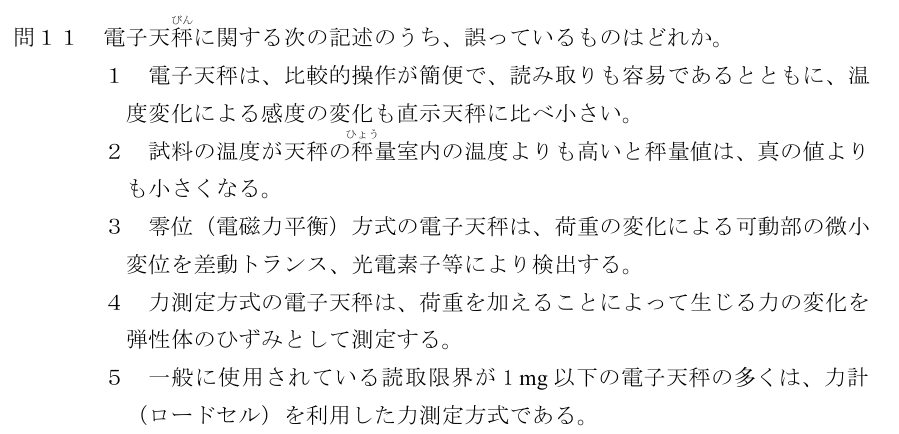 問１１　電子天秤に関する次の記述のうち、誤っているものはどれか。
１　電子天秤は、比較的操作が簡便で、読み取りも容易であるとともに、温
度変化による感度の変化も直示天秤に比べ小さい。
２　試料の温度が天秤の秤量室内の温度よりも高いと秤量値は、真の値より
も小さくなる。
３　零位（電磁力平衡）方式の電子天秤は、荷重の変化による可動部の微小
変位を差動トランス、光電素子等により検出する。
４　力測定方式の電子天秤は、荷重を加えることによって生じる力の変化を
弾性体のひずみとして測定する。
５　一般に使用されている読取限界が１mg以下の電子天秤の多くは、力計
（ロードセル）を利用した力測定方式である。